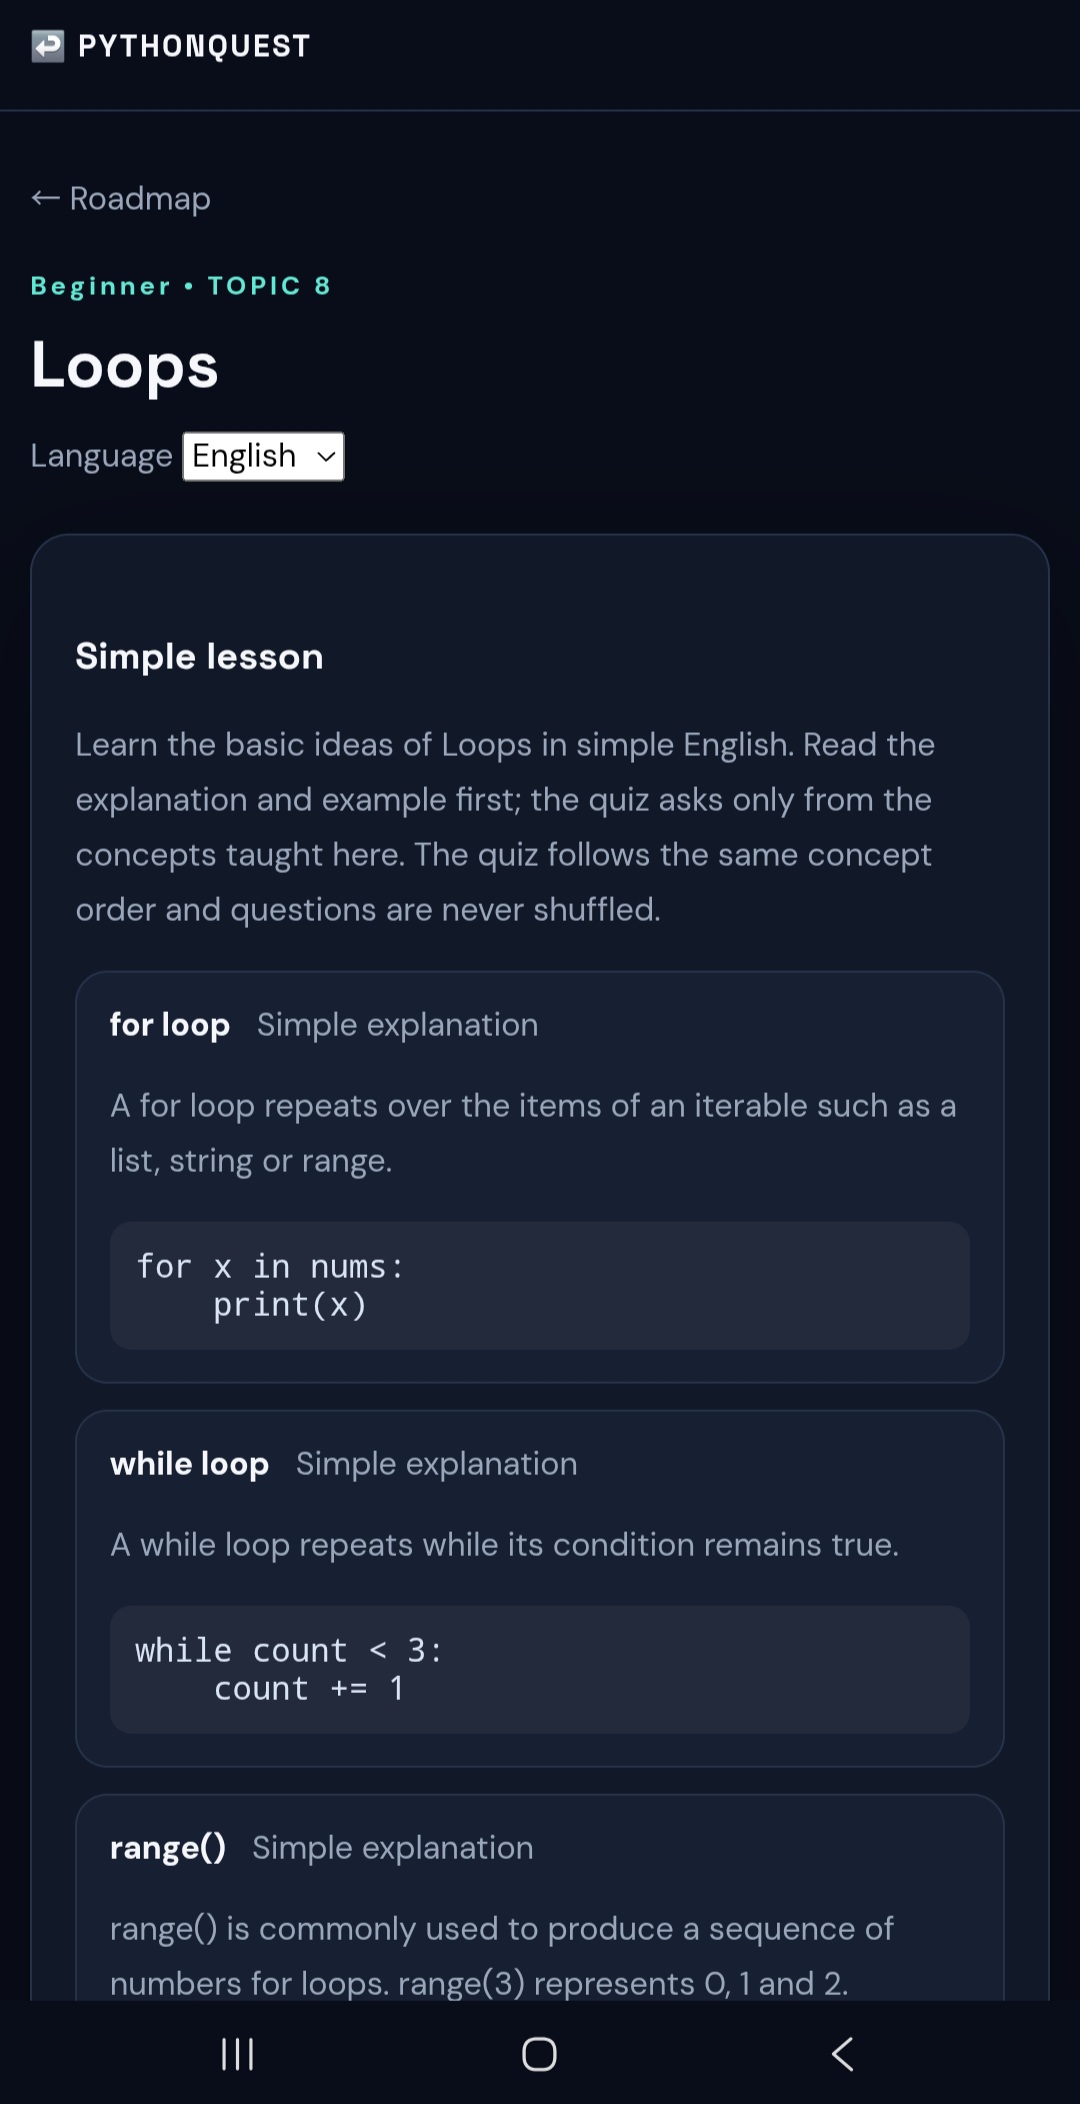 PYTHONQUEST
← Roadmap
Beginner • TOPIC 8
Loops
Language English
Simple lesson
Learn the basic ideas of Loops in simple English. Read the
explanation and example first; the quiz asks only from the
concepts taught here. The quiz follows the same concept
order and questions are never shuffled.
for loop Simple explanation
A for loop repeats over the items of an iterable such as a
list, string or range.
for x in nums:
    print(x)
while loop Simple explanation
A while loop repeats while its condition remains true.
while count < 3:
    count += 1
range() Simple explanation
range() is commonly used to produce a sequence of
numbers for loops. range(3) represents 0, 1 and 2.